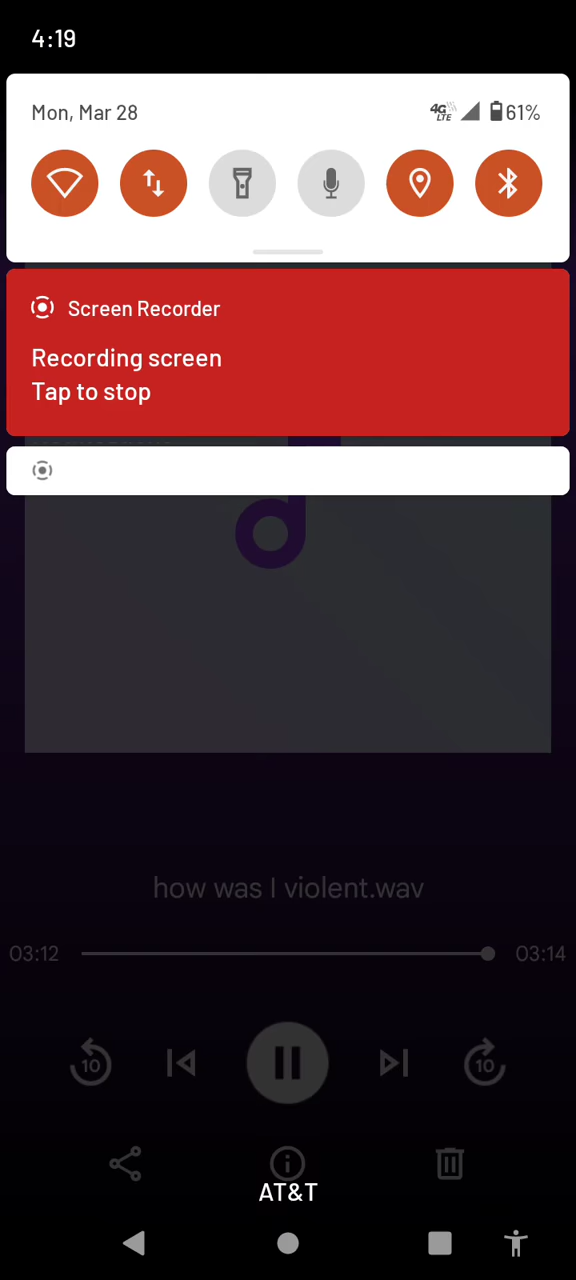 4:19
Mon, Mar 28
4G LTE
61%
Screen Recorder
Recording screen
Tap to stop
how was I violent.wav
03:12
03:14
10
10
AT&T